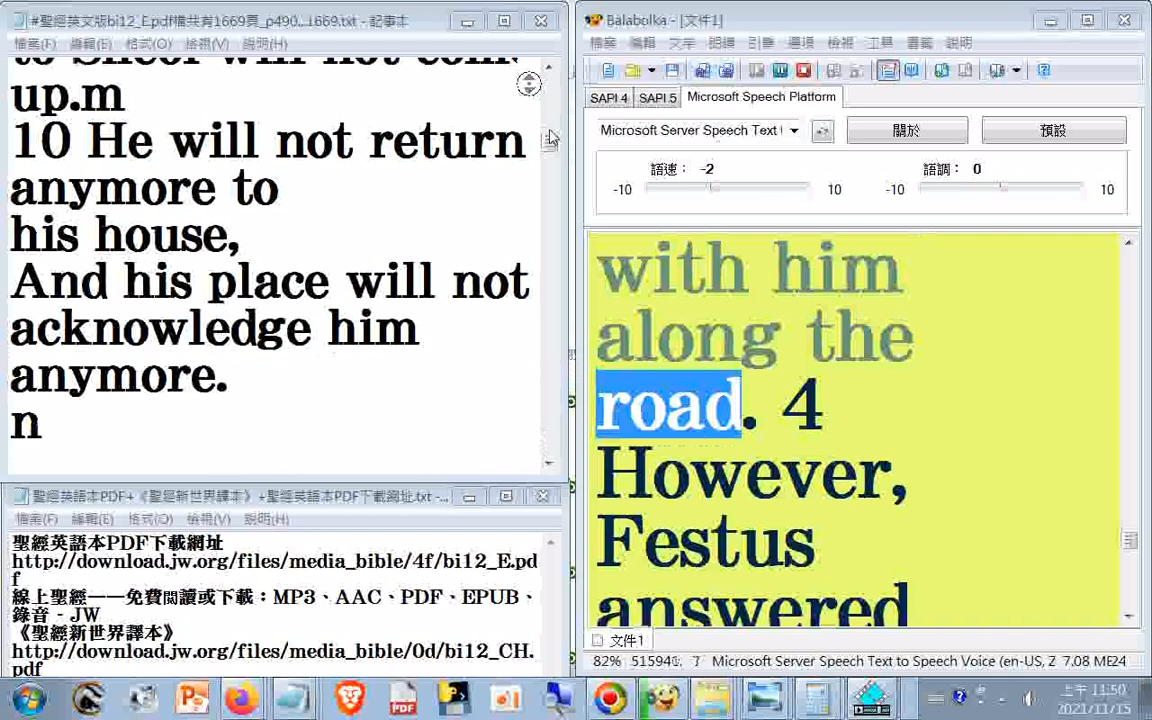 #聖經英文版bi12_E.pdf檔共有1669頁_p490...1669.txt - 記事本
檔案(F) 編輯(E) 格式(O) 檢視(V) 說明(H)
up.m
10 He will not return
anymore to
his house,
And his place will not
acknowledge him
anymore.
n
聖經英語本PDF+《聖經新世界譯本》+聖經英語本PDF下載網址.txt -...
檔案(F) 編輯(E) 格式(O) 檢視(V) 說明(H)
聖經英語本PDF下載網址
http://download.jw.org/files/media_bible/4f/bi12_E.pd
f
線上聖經——免費閱讀或下載：MP3、AAC、PDF、EPUB、
錄音 - JW
《聖經新世界譯本》
http://download.jw.org/files/media_bible/0d/bi12_CH.
pdf
Balabolka - [文件1]
檔案 編輯 文字 朗讀 引擎 選項 檢視 工具 書籤 說明
SAPI 4 SAPI 5 Microsoft Speech Platform
Microsoft Server Speech Text
關於 預設
語速： -2 語調： 0
-10 10 -10 10
with him
along the
road. 4
However,
Festus
answered
文件1
82% Microsoft Server Speech Text to Speech Voice (en-US, Z
上午 11:50
2021/11/15